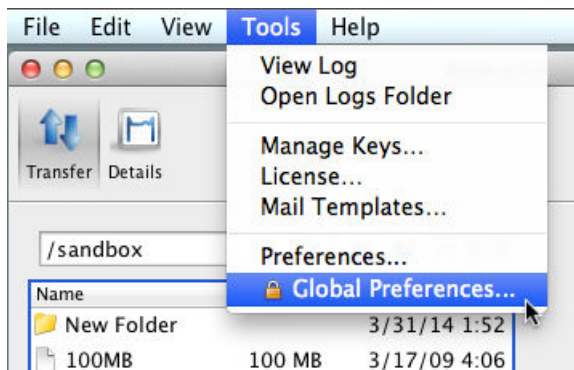 File Edit View Tools Help
View Log
Open Logs Folder
Transfer Details
Manage Keys...
License...
Mail Templates...
/sandbox
Preferences...
Global Preferences...
Name
New Folder 3/31/14 1:52
100MB 100 MB 3/17/09 4:06